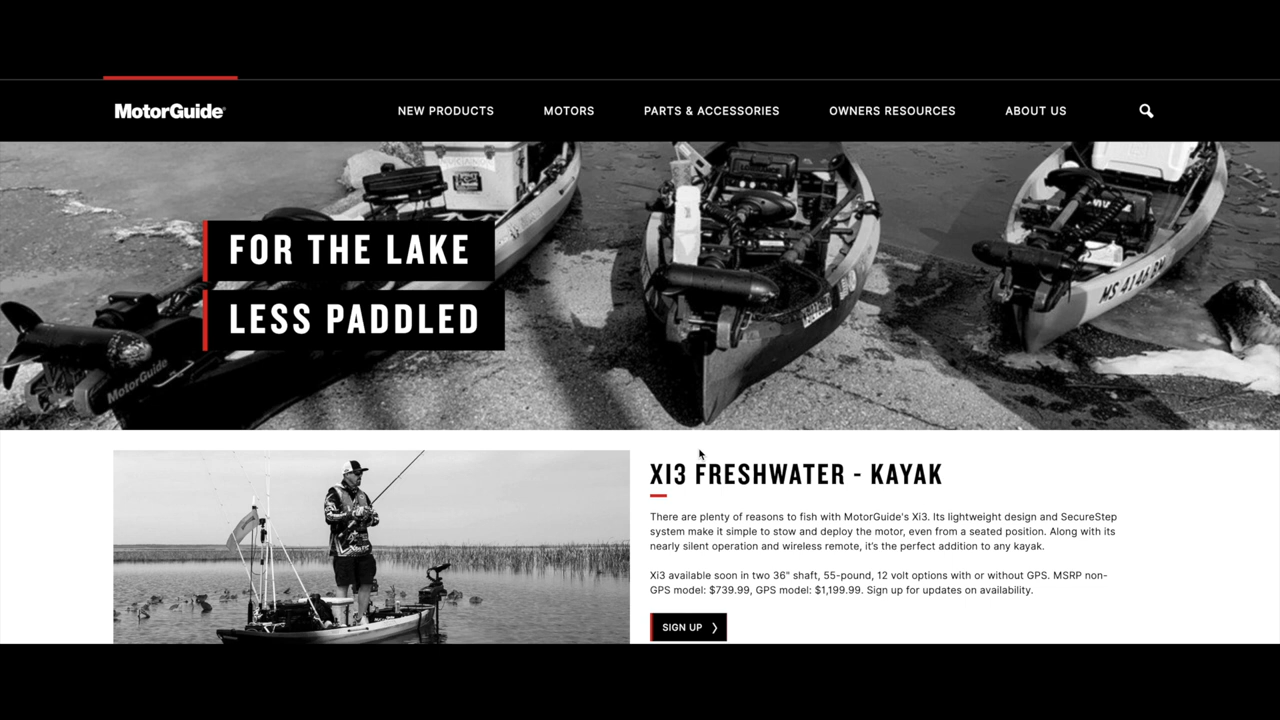 MotorGuide®
NEW PRODUCTS
MOTORS
PARTS & ACCESSORIES
OWNERS RESOURCES
ABOUT US
FOR THE LAKE
LESS PADDLED
MS 4146 BM
MotorGuide
XI3 FRESHWATER - KAYAK
There are plenty of reasons to fish with MotorGuide's Xi3. Its lightweight design and SecureStep
system make it simple to stow and deploy the motor, even from a seated position. Along with its
nearly silent operation and wireless remote, it's the perfect addition to any kayak.
Xi3 available soon in two 36" shaft, 55-pound, 12 volt options with or without GPS. MSRP non-
GPS model: $739.99, GPS model: $1,199.99. Sign up for updates on availability.
SIGN UP